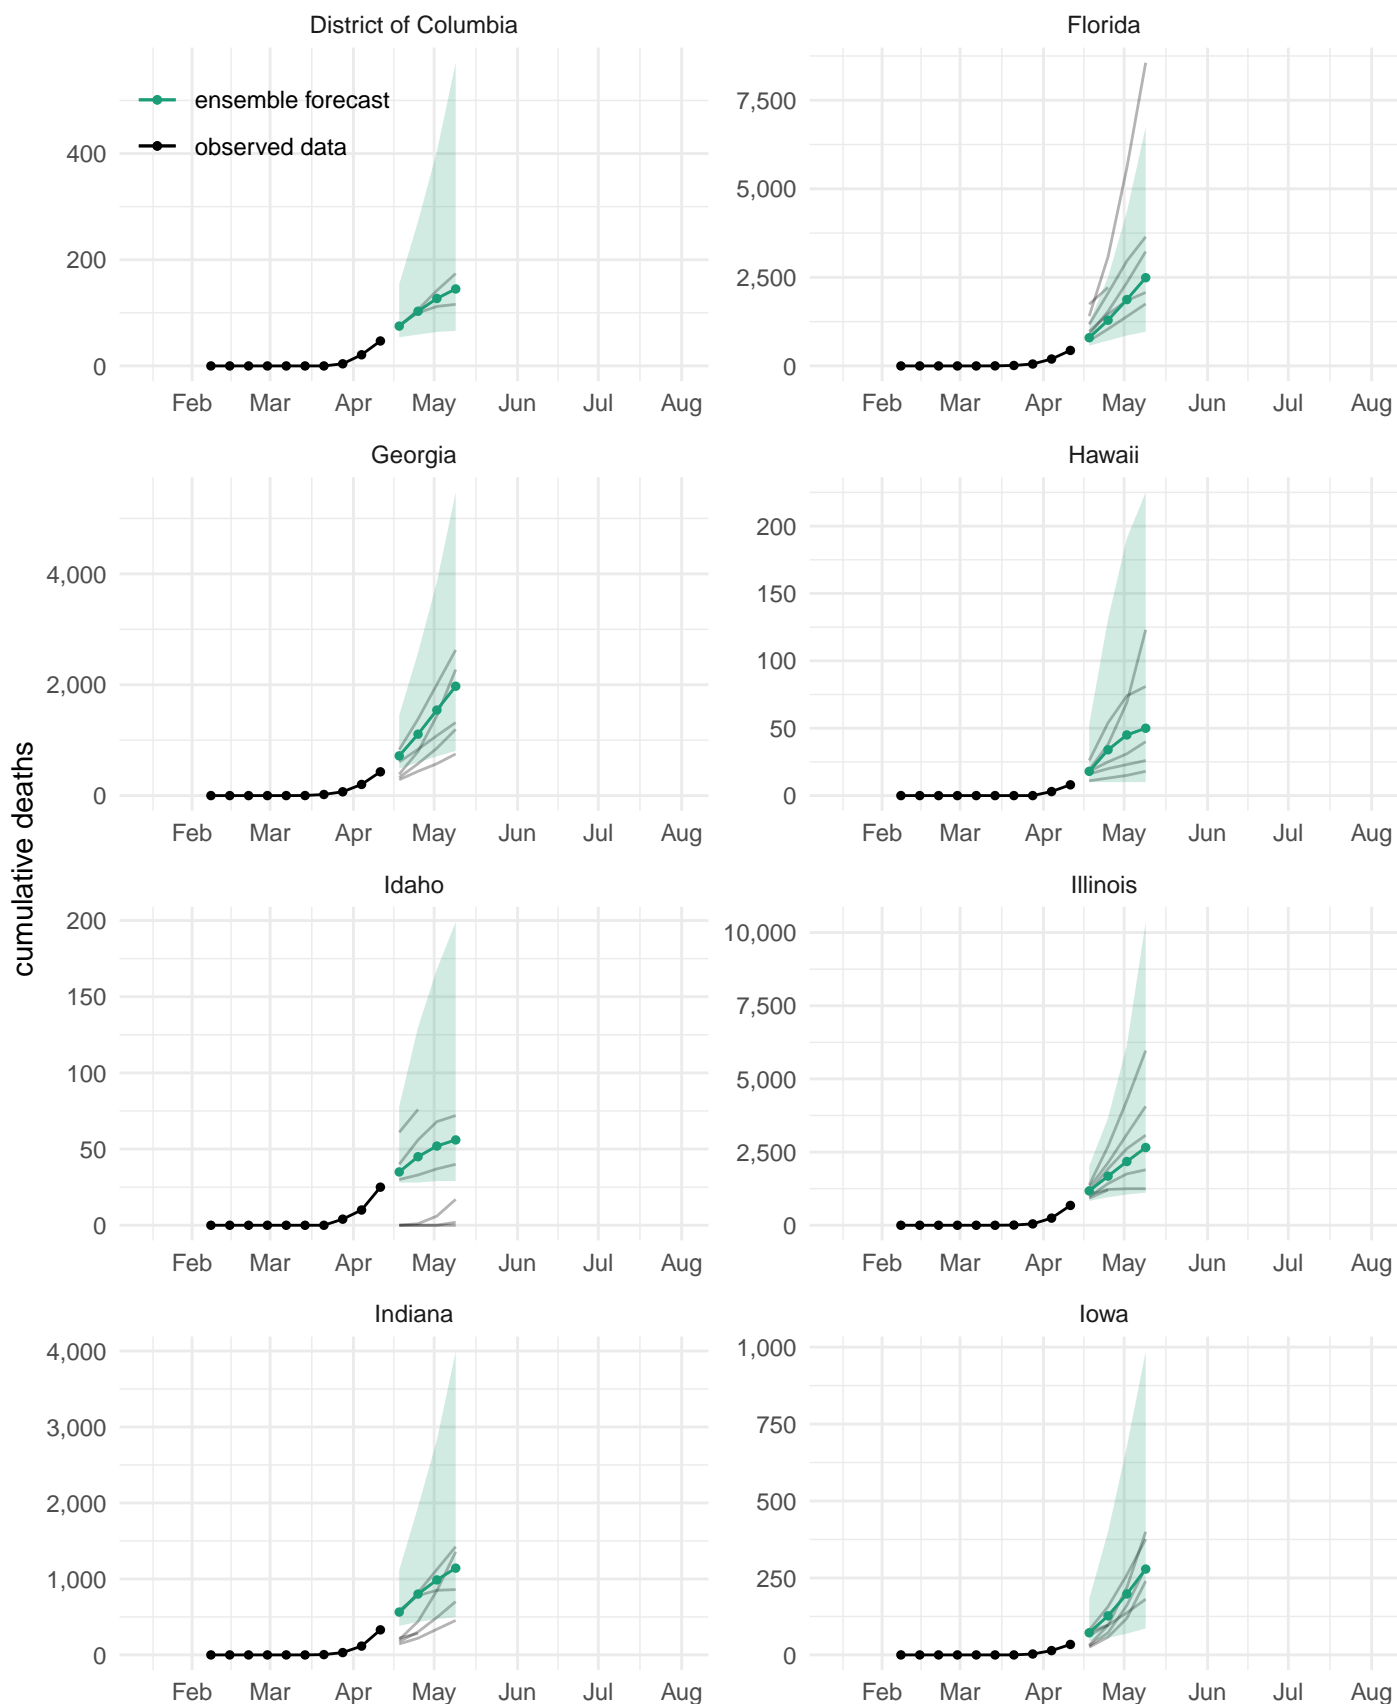 District of Columbia
ensemble forecast
observed data
400
200
0
Feb Mar Apr May Jun Jul Aug
Florida
7,500
5,000
2,500
0
Feb Mar Apr May Jun Jul Aug
Georgia
4,000
2,000
0
Feb Mar Apr May Jun Jul Aug
Hawaii
200
150
100
50
0
Feb Mar Apr May Jun Jul Aug
cumulative deaths
Idaho
200
150
100
50
0
Feb Mar Apr May Jun Jul Aug
Illinois
10,000
7,500
5,000
2,500
0
Feb Mar Apr May Jun Jul Aug
Indiana
4,000
3,000
2,000
1,000
0
Feb Mar Apr May Jun Jul Aug
Iowa
1,000
750
500
250
0
Feb Mar Apr May Jun Jul Aug